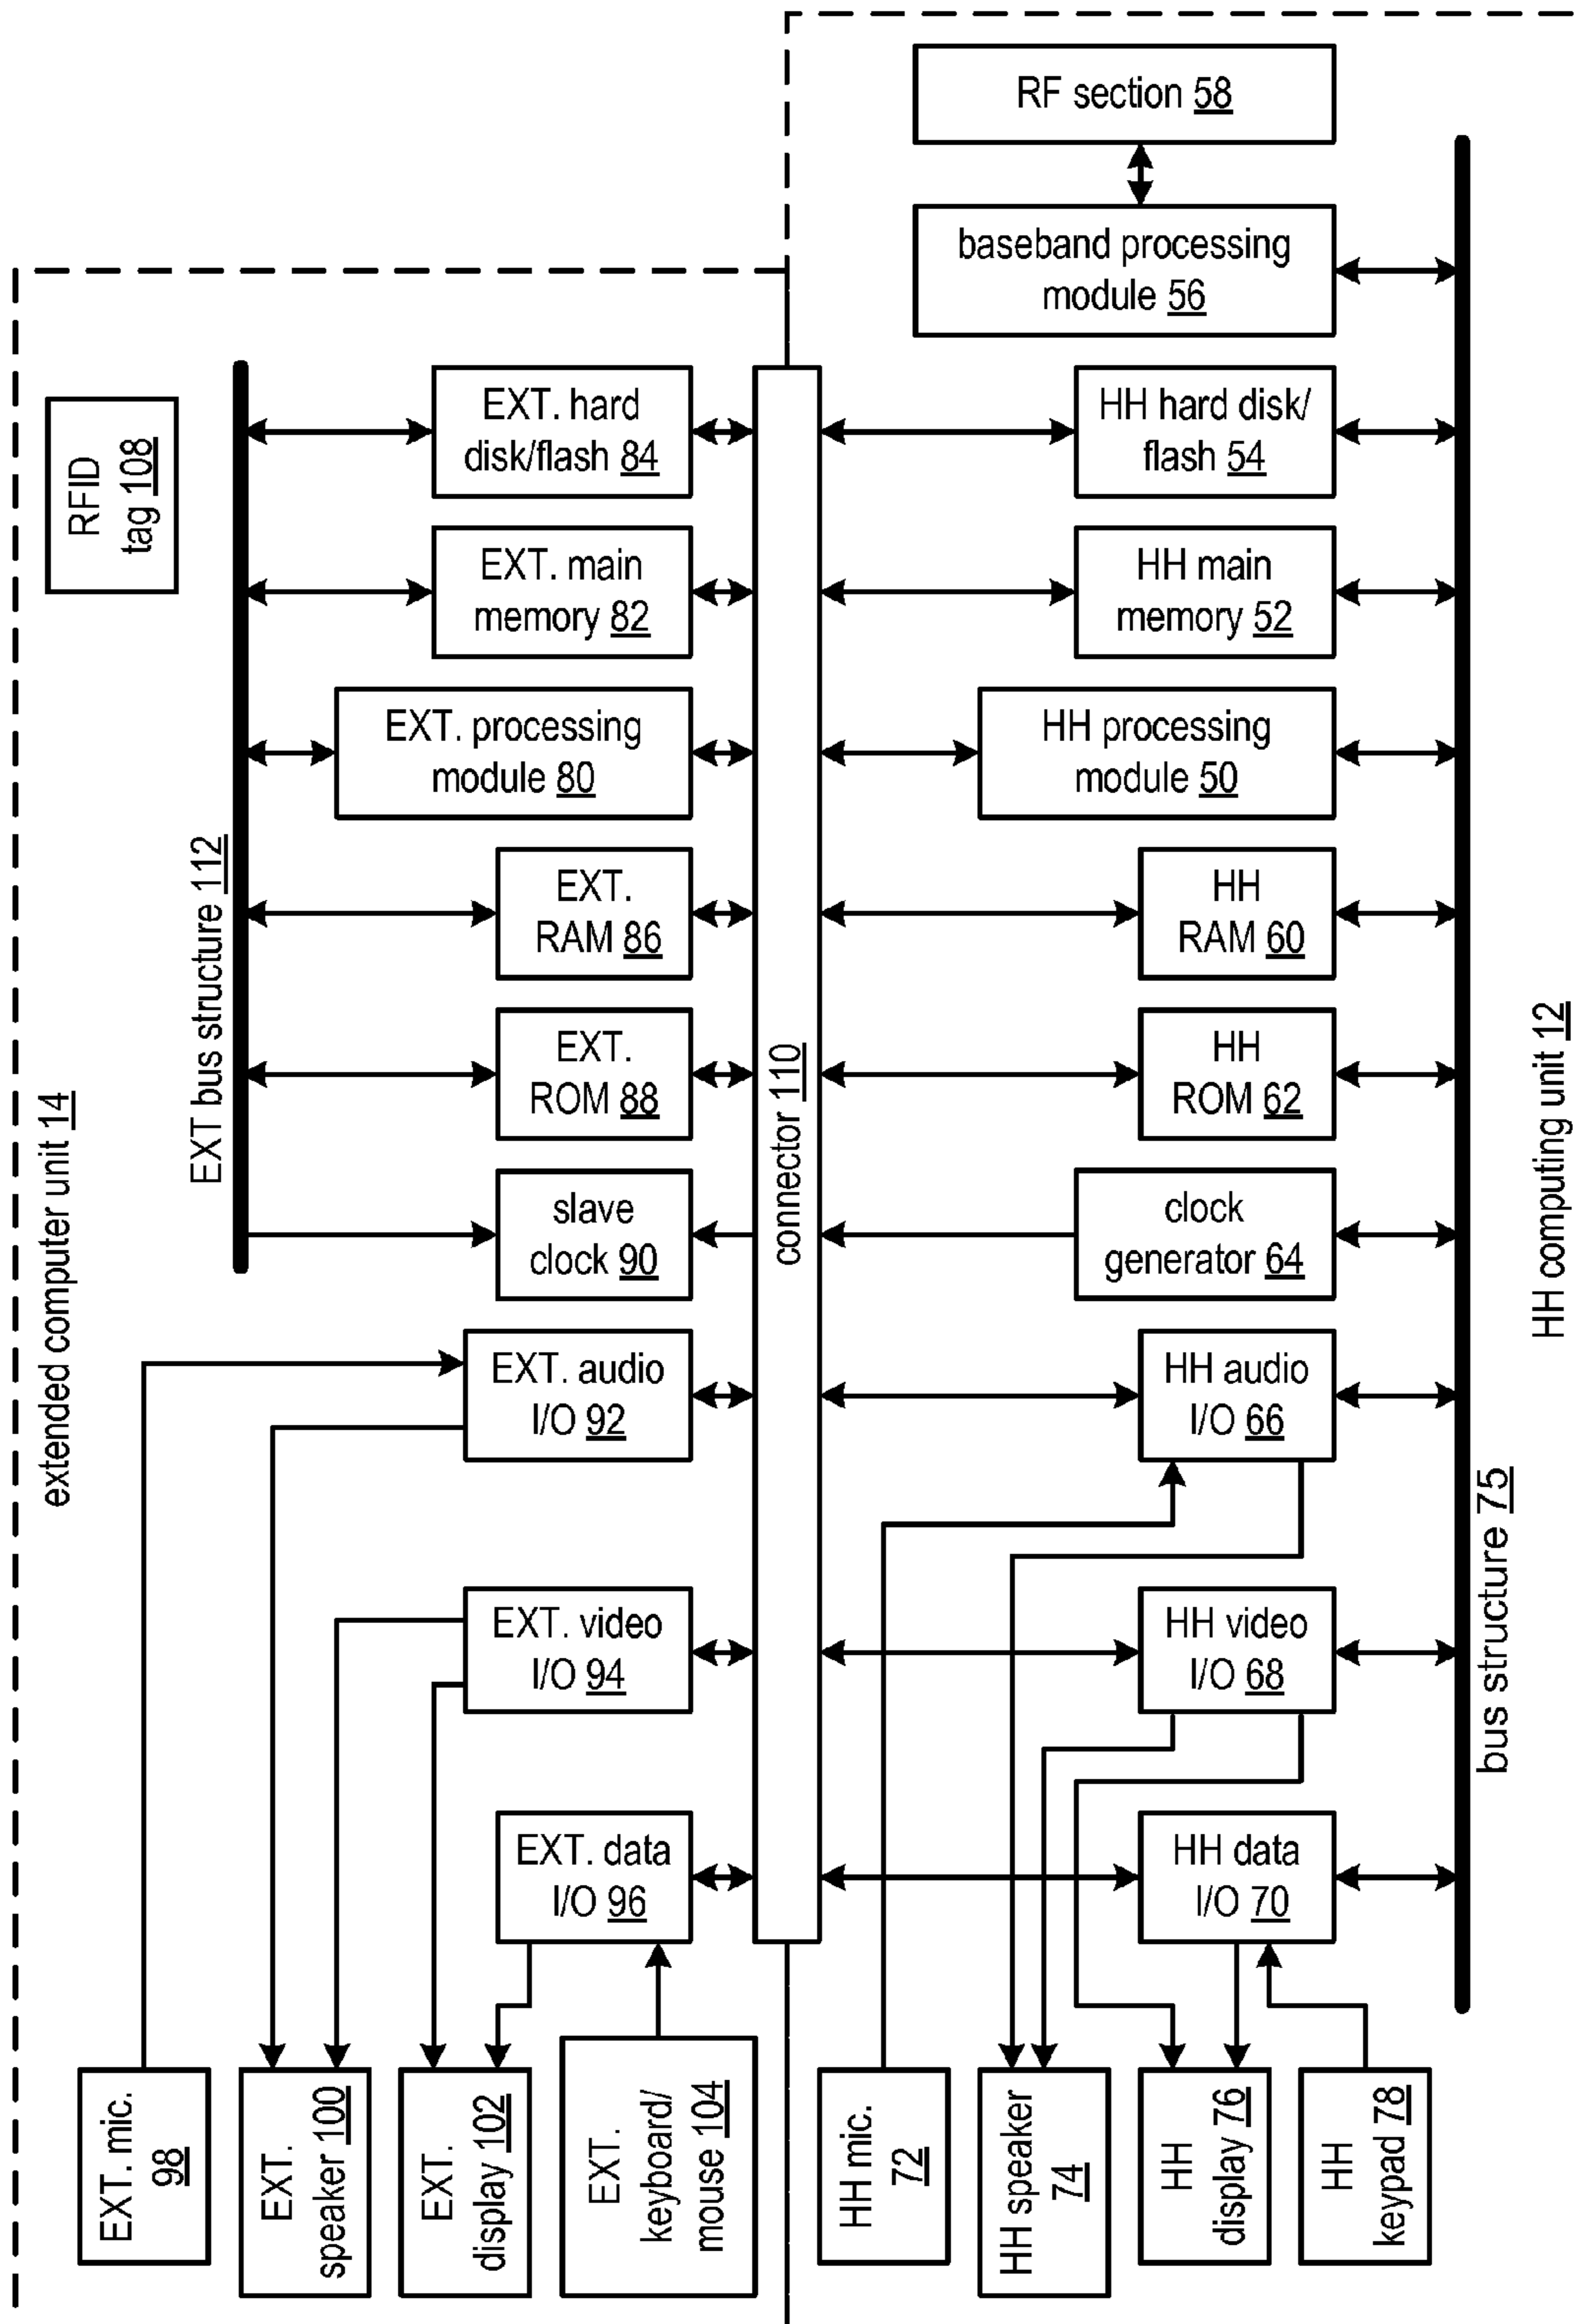 RF section 58
baseband processing
module 56
RFID
tag 108
EXT. hard
disk/flash 84
HH hard disk/
flash 54
EXT. main
memory 82
HH main
memory 52
EXT. processing
module 80
HH processing
module 50
EXT bus structure 112
EXT.
RAM 86
HH
RAM 60
EXT.
ROM 88
connector 110
HH
ROM 62
extended computer unit 14
slave
clock 90
clock
generator 64
HH computing unit 12
EXT. audio
I/O 92
HH audio
I/O 66
EXT. video
I/O 94
HH video
I/O 68
bus structure 75
EXT. data
I/O 96
HH data
I/O 70
EXT. mic.
98
EXT.
speaker 100
EXT.
display 102
EXT.
keyboard/
mouse 104
HH mic.
72
HH speaker
74
HH
display 76
HH
keypad 78